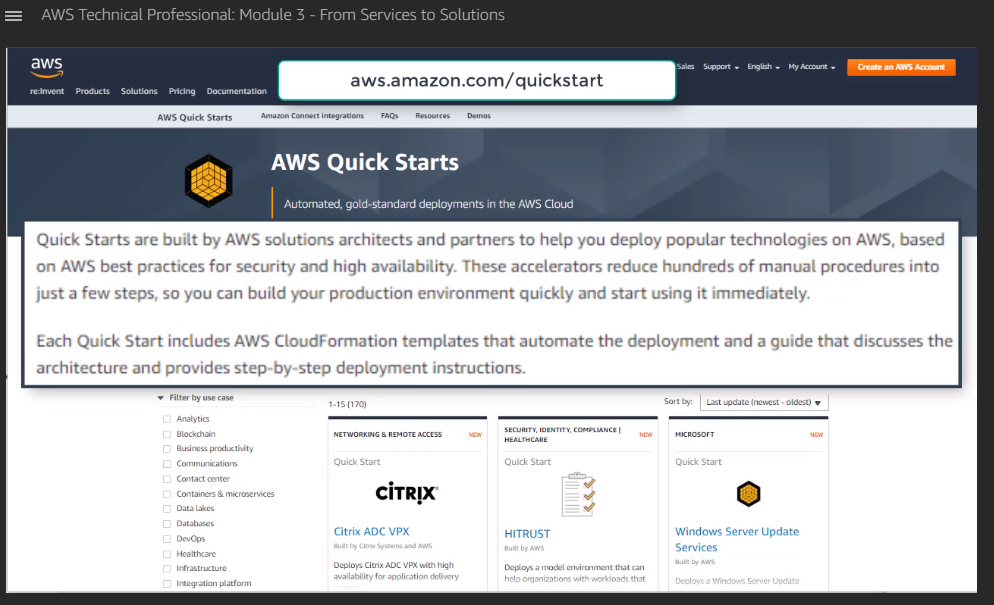 AWS Technical Professional: Module 3 - From Services to Solutions
aws
aws.amazon.com/quickstart
Sales Support English My Account Create an AWS Account
re:Invent Products Solutions Pricing Documentation
AWS Quick Starts Amazon Connect integrations FAQs Resources Demos
AWS Quick Starts
Automated, gold-standard deployments in the AWS Cloud
Quick Starts are built by AWS solutions architects and partners to help you deploy popular technologies on AWS, based
on AWS best practices for security and high availability. These accelerators reduce hundreds of manual procedures into
just a few steps, so you can build your production environment quickly and start using it immediately.
Each Quick Start includes AWS CloudFormation templates that automate the deployment and a guide that discusses the
architecture and provides step-by-step deployment instructions.
Filter by use case
Analytics
Blockchain
Business productivity
Communications
Contact center
Containers & microservices
Data lakes
Databases
DevOps
Healthcare
Infrastructure
Integration platform
1-15 (170)
Sort by: Last update (newest - oldest)
NETWORKING & REMOTE ACCESS NEW
Quick Start
CITRIX
Citrix ADC VPX
Built by Citrix Systems and AWS
Deploys Citrix ADC VPX with high
availability for application delivery
SECURITY, IDENTITY, COMPLIANCE |
HEALTHCARE NEW
Quick Start
HITRUST
Built by AWS
Deploys a model environment that can
help organizations with workloads that
MICROSOFT NEW
Quick Start
Windows Server Update
Services
Built by AWS
Deploys a Windows Server Update